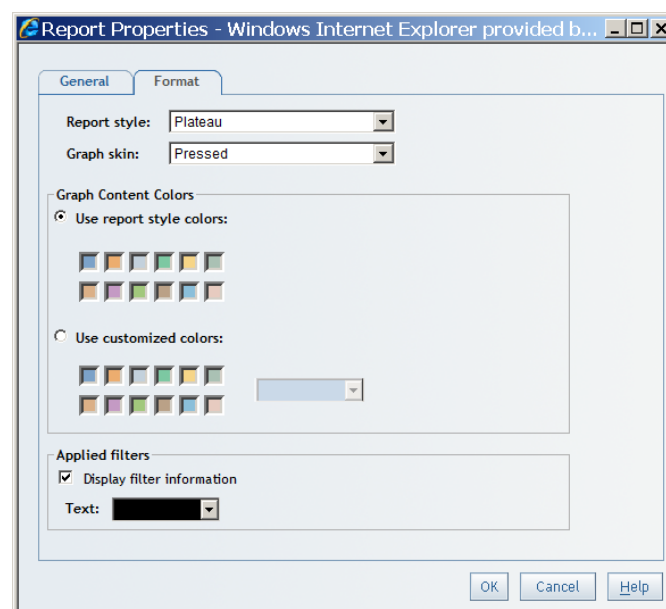 Report Properties - Windows Internet Explorer provided b...
General Format
Report style: Plateau
Graph skin: Pressed
Graph Content Colors
Use report style colors:
Use customized colors:
Applied filters
Display filter information
Text:
OK Cancel Help